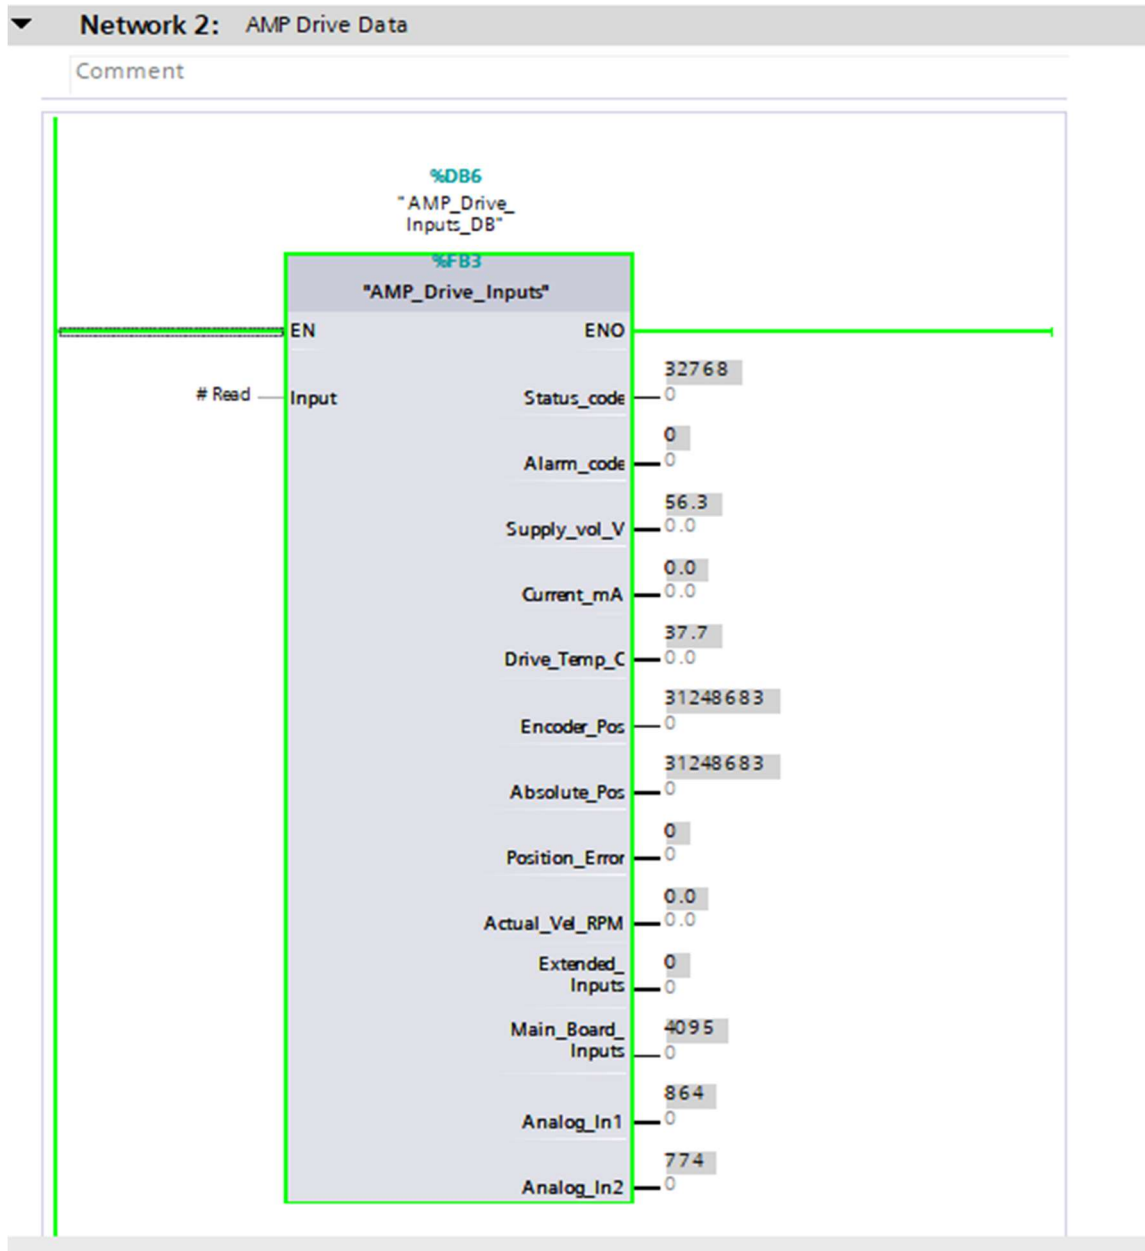 Network 2: AMP Drive Data
Comment
%DB6
"AMP_Drive_
Inputs_DB"
%FB3
"AMP_Drive_Inputs"
EN ENO
32768
# Read Input Status_code 0
0
Alarm_code 0
56.3
Supply_vol_V 0.0
0.0
Current_mA 0.0
37.7
Drive_Temp_C 0.0
31248683
Encoder_Pos 0
31248683
Absolute_Pos 0
0
Position_Error 0
0.0
Actual_Vel_RPM 0.0
Extended_ 0
Inputs 0
Main_Board_ 4095
Inputs 0
864
Analog_In1 0
774
Analog_In2 0